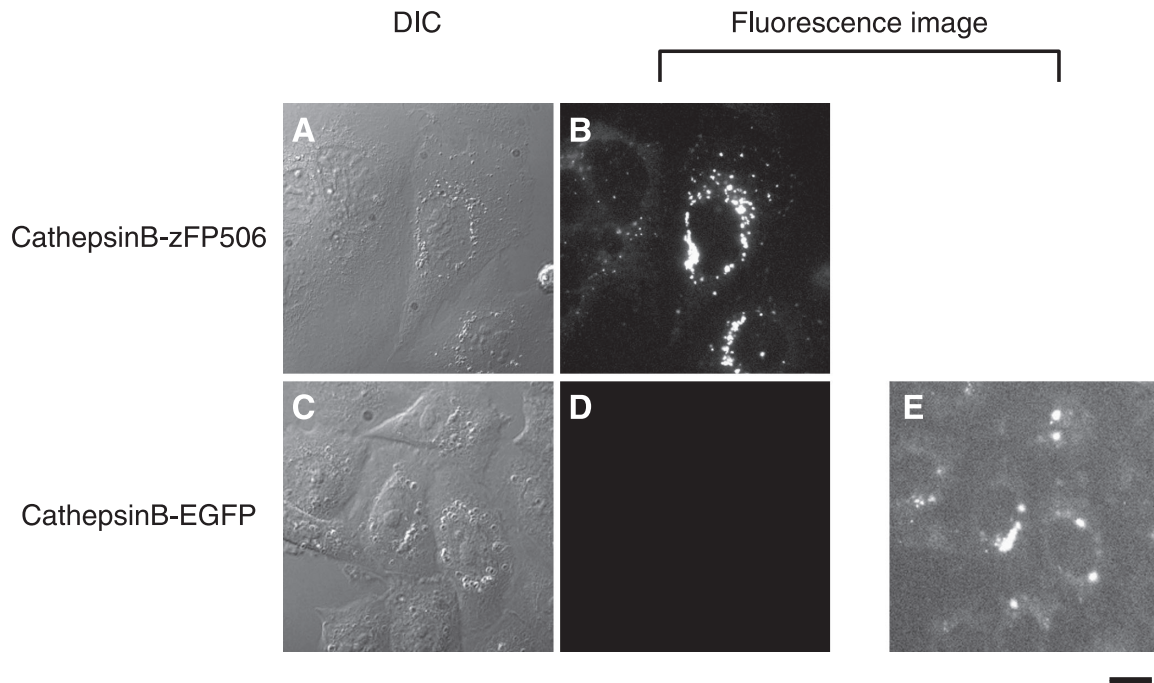 DIC
Fluorescence image
A
B
CathepsinB-zFP506
C
D
E
CathepsinB-EGFP